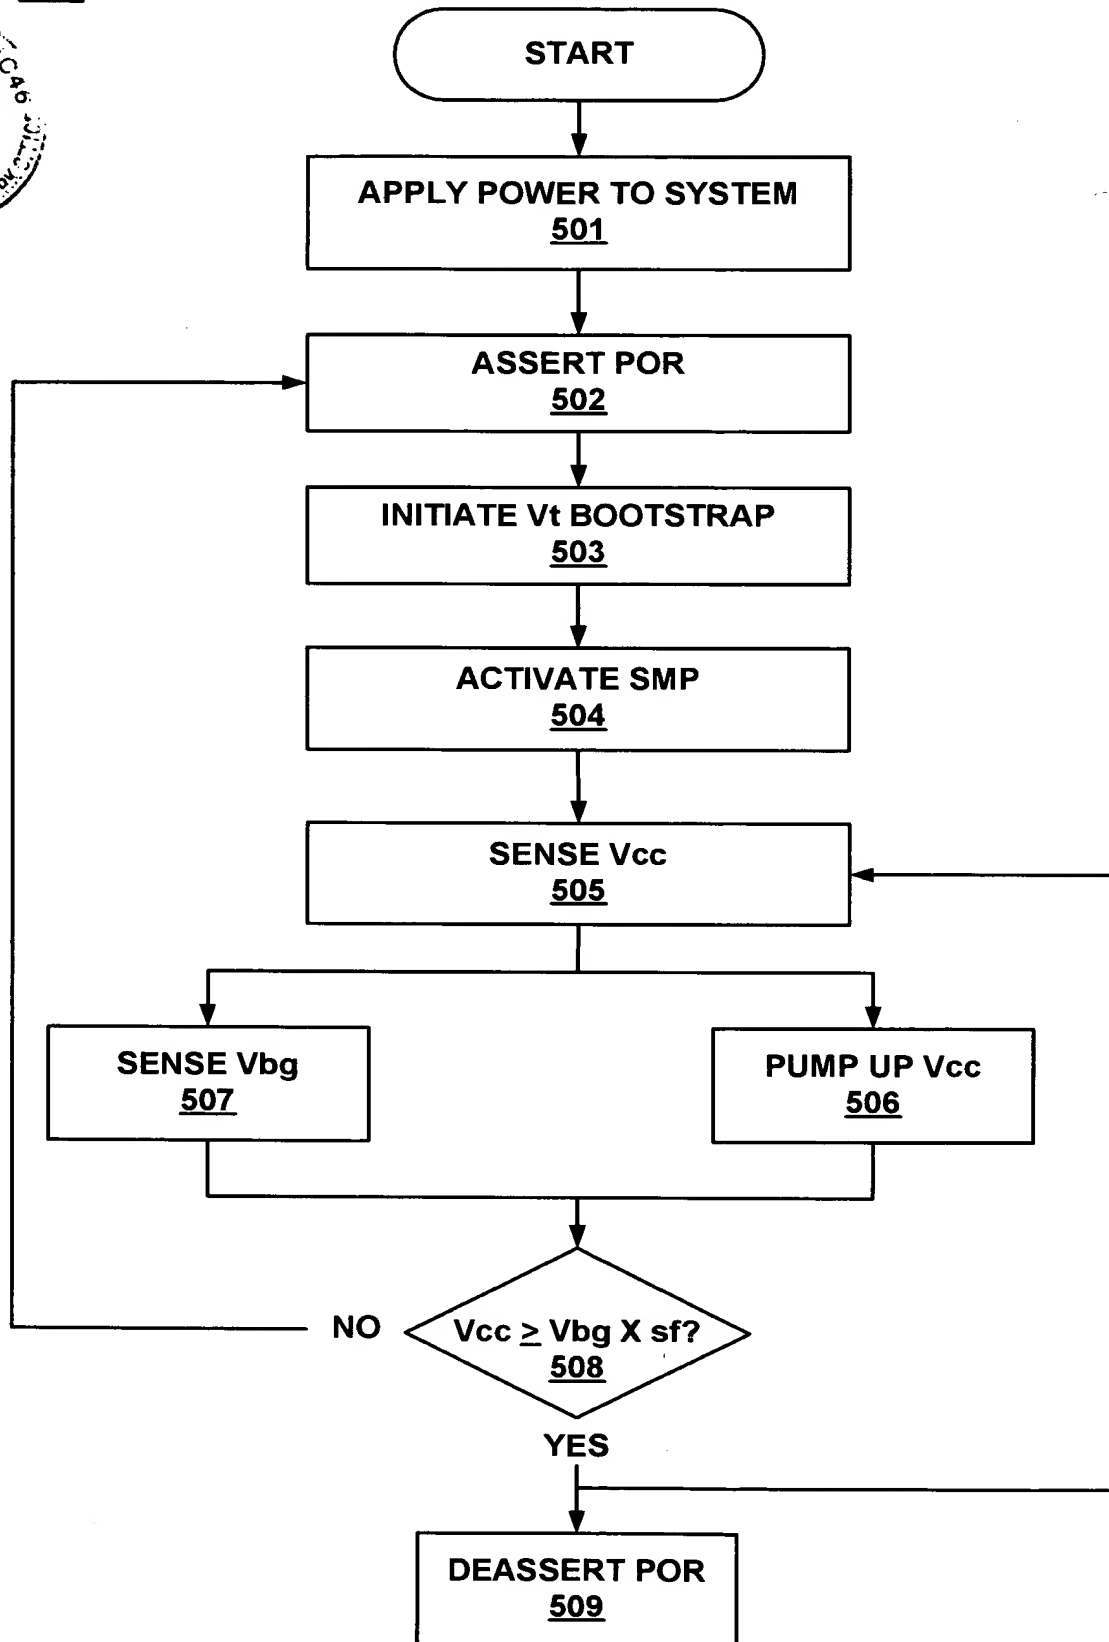 START
APPLY POWER TO SYSTEM
501
ASSERT POR
502
INITIATE Vt BOOTSTRAP
503
ACTIVATE SMP
504
SENSE Vcc
505
SENSE Vbg
507
PUMP UP Vcc
506
NO
Vcc ≥ Vbg X sf?
508
YES
DEASSERT POR
509